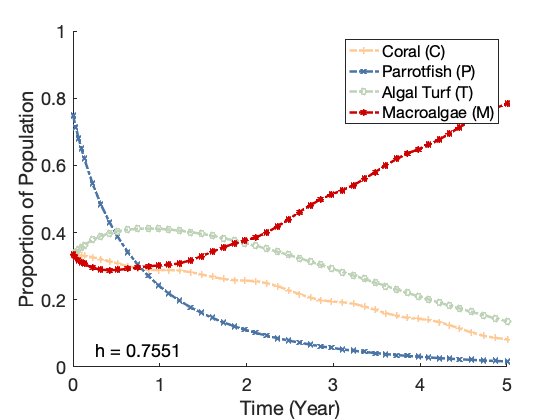 1
0.8
0.6
0.4
0.2
0
0
1
2
3
4
5
Proportion of Population
Time (Year)
Coral (C)
Parrotfish (P)
Algal Turf (T)
Macroalgae (M)
h = 0.7551